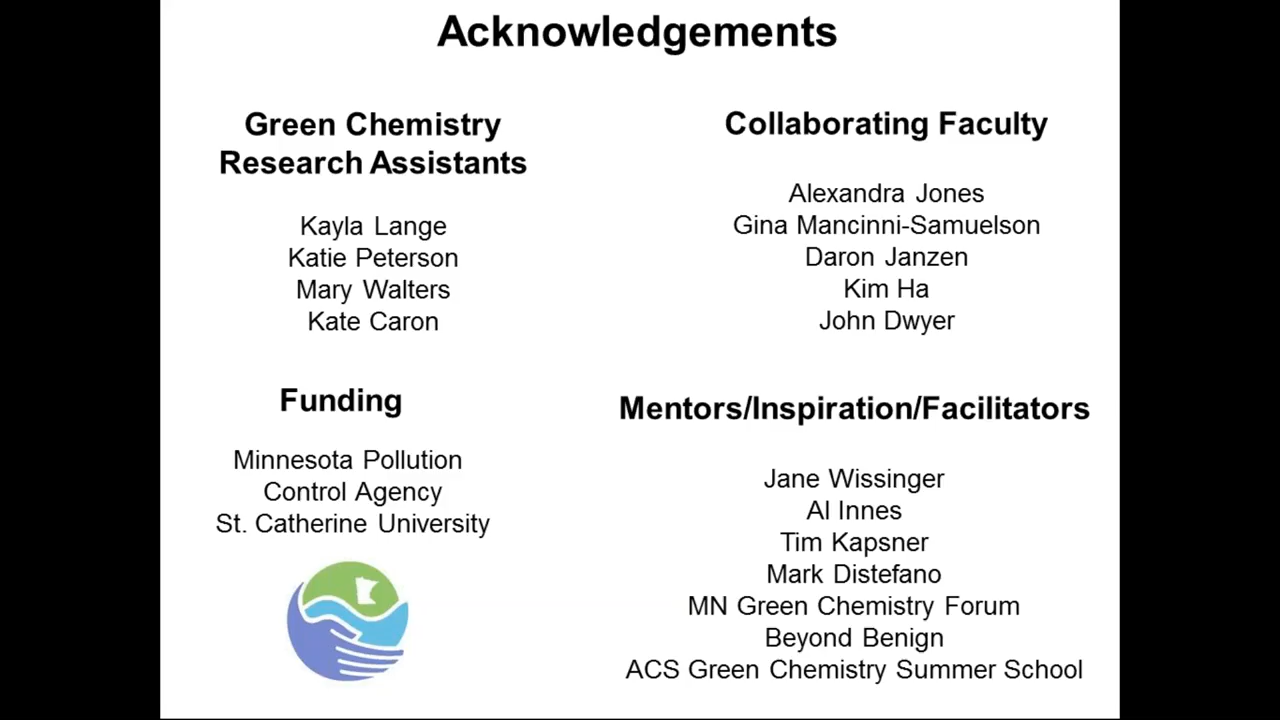 Acknowledgements
Green Chemistry
Research Assistants
Kayla Lange
Katie Peterson
Mary Walters
Kate Caron
Collaborating Faculty
Alexandra Jones
Gina Mancinni-Samuelson
Daron Janzen
Kim Ha
John Dwyer
Funding
Minnesota Pollution
Control Agency
St. Catherine University
Mentors/Inspiration/Facilitators
Jane Wissinger
Al Innes
Tim Kapsner
Mark Distefano
MN Green Chemistry Forum
Beyond Benign
ACS Green Chemistry Summer School